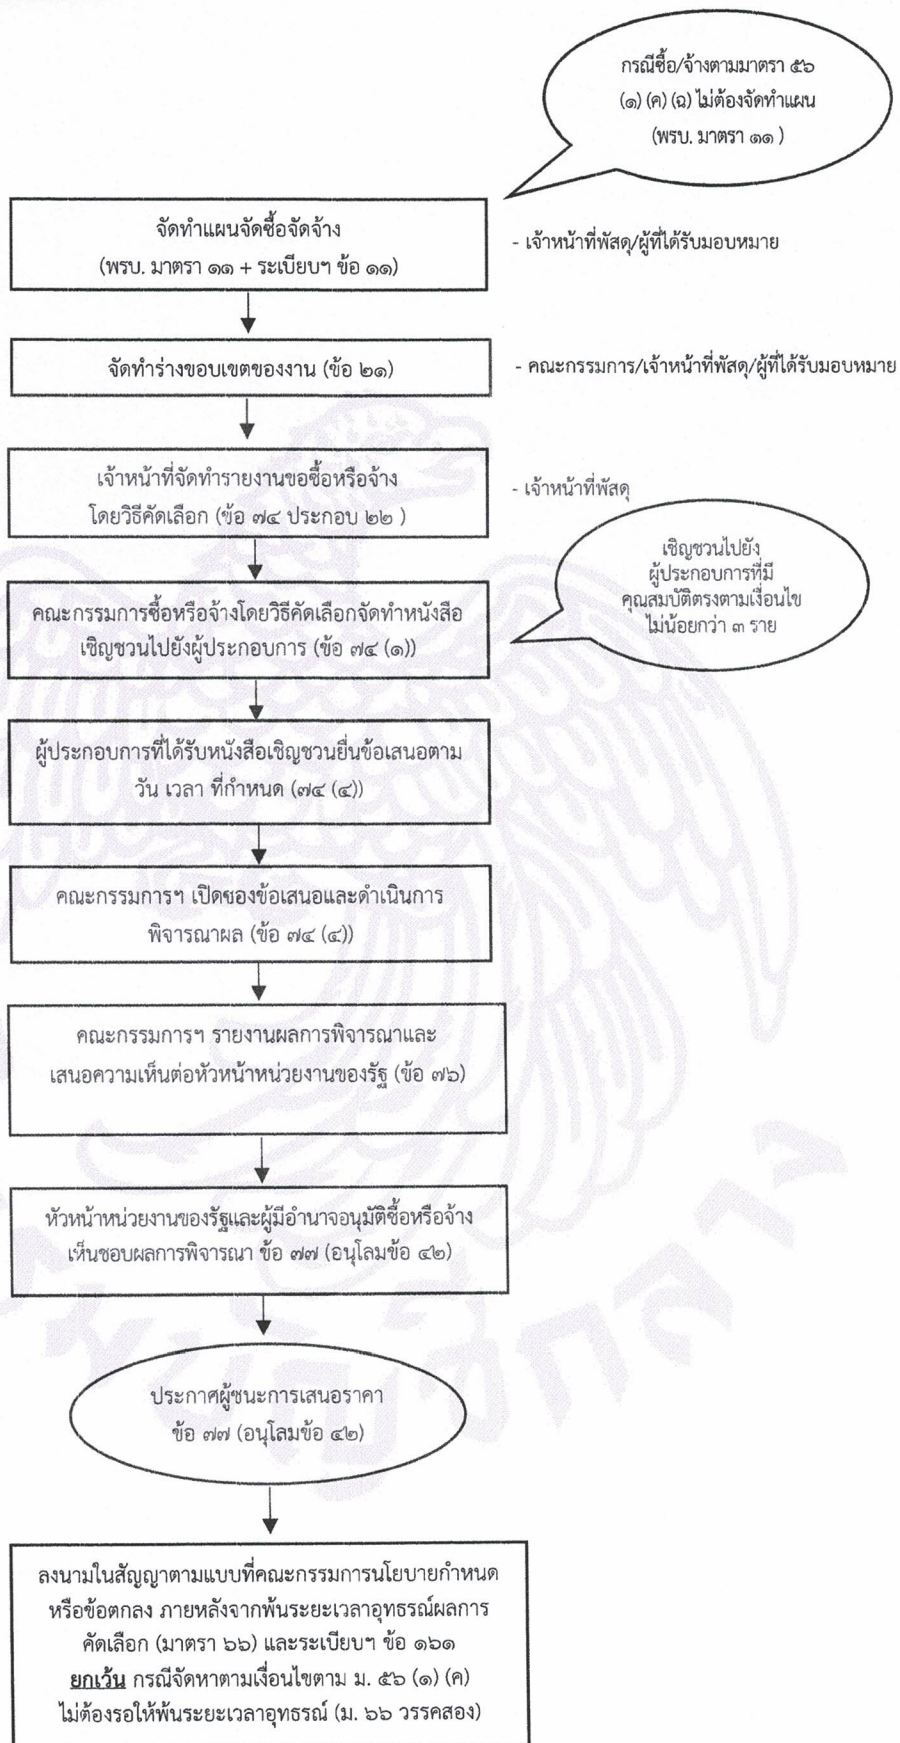 กรณีซื้อ/จ้างตามมาตรา ๕๖
(๑) (ค) (ฉ) ไม่ต้องจัดทำแผน
(พรบ. มาตรา ๑๑ )
จัดทำแผนจัดซื้อจัดจ้าง
(พรบ. มาตรา ๑๑ + ระเบียบฯ ข้อ ๑๑)
- เจ้าหน้าที่พัสดุ/ผู้ที่ได้รับมอบหมาย
จัดทำร่างขอบเขตของงาน (ข้อ ๒๑)
- คณะกรรมการ/เจ้าหน้าที่พัสดุ/ผู้ที่ได้รับมอบหมาย
เจ้าหน้าที่จัดทำรายงานขอซื้อหรือจ้าง
โดยวิธีคัดเลือก (ข้อ ๗๔ ประกอบ ๒๒ )
- เจ้าหน้าที่พัสดุ
เชิญชวนไปยัง
ผู้ประกอบการที่มี
คุณสมบัติตรงตามเงื่อนไข
ไม่น้อยกว่า ๓ ราย
คณะกรรมการซื้อหรือจ้างโดยวิธีคัดเลือกจัดทำหนังสือ
เชิญชวนไปยังผู้ประกอบการ (ข้อ ๗๔ (๑))
ผู้ประกอบการที่ได้รับหนังสือเชิญชวนยื่นข้อเสนอตาม
วัน เวลา ที่กำหนด (๗๔ (๔))
คณะกรรมการฯ เปิดซองข้อเสนอและดำเนินการ
พิจารณาผล (ข้อ ๗๔ (๔))
คณะกรรมการฯ รายงานผลการพิจารณาและ
เสนอความเห็นต่อหัวหน้าหน่วยงานของรัฐ (ข้อ ๗๖)
หัวหน้าหน่วยงานของรัฐและผู้มีอำนาจอนุมัติซื้อหรือจ้าง
เห็นชอบผลการพิจารณา ข้อ ๗๗ (อนุโลมข้อ ๔๒)
ประกาศผู้ชนะการเสนอราคา
ข้อ ๗๗ (อนุโลมข้อ ๔๒)
ลงนามในสัญญาตามแบบที่คณะกรรมการนโยบายกำหนด
หรือข้อตกลง ภายหลังจากพ้นระยะเวลาอุทธรณ์ผลการ
คัดเลือก (มาตรา ๖๖) และระเบียบฯ ข้อ ๑๖๑
ยกเว้น กรณีจัดหาตามเงื่อนไขตาม ม. ๕๖ (๑) (ค)
ไม่ต้องรอให้พ้นระยะเวลาอุทธรณ์ (ม. ๖๖ วรรคสอง)